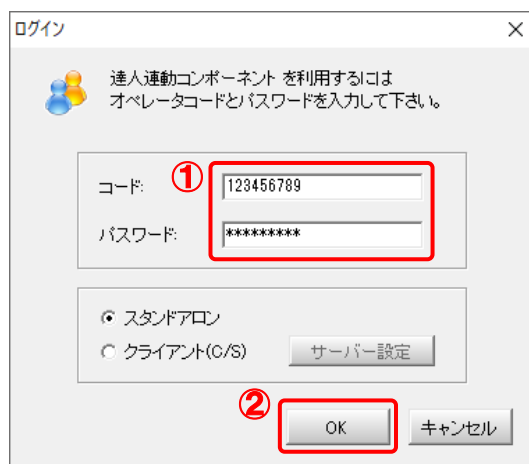 ログイン
達人連動コンポーネント を利用するには
オペレータコードとパスワードを入力して下さい。
①
コード: 123456789
パスワード: *********
スタンドアロン
クライアント(C/S) サーバー設定
②
OK キャンセル